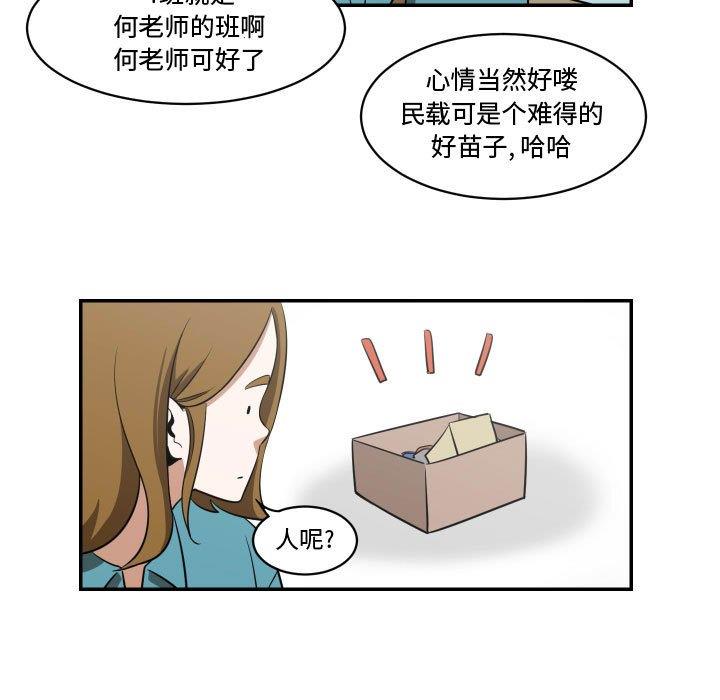 何老师的班啊
何老师可好了
心情当然好喽
民载可是个难得的
好苗子,哈哈
人呢?